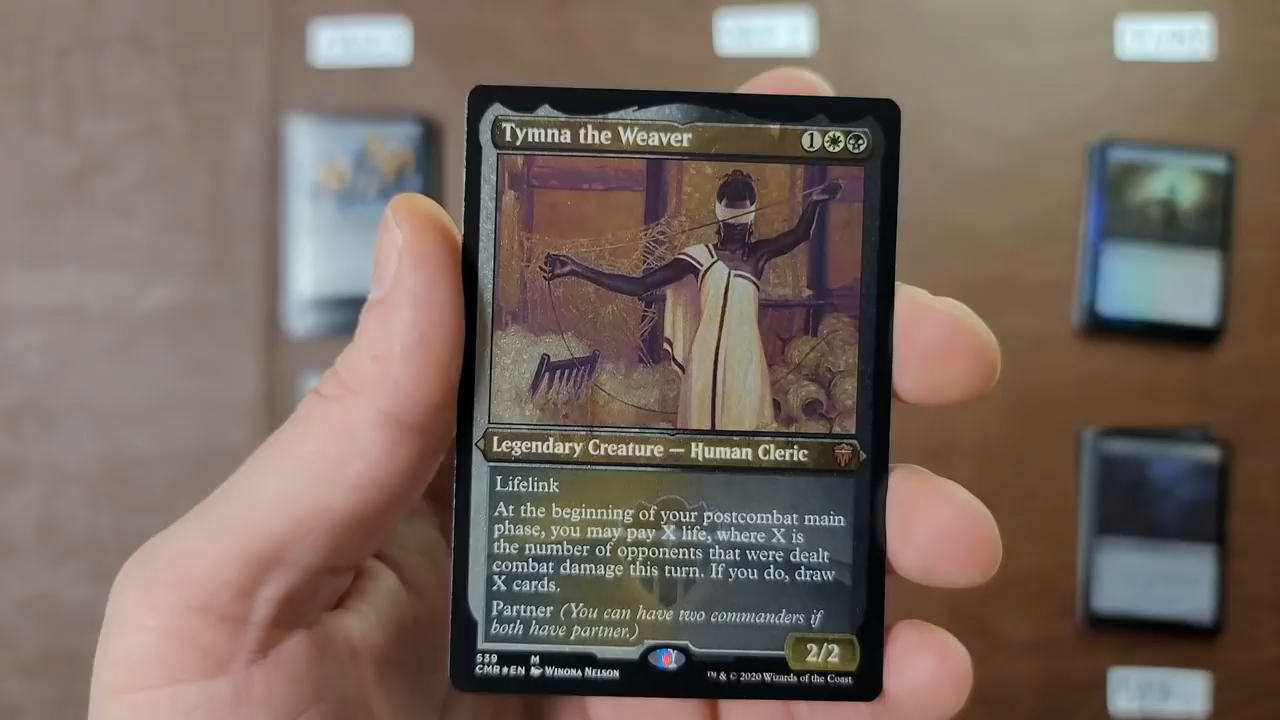 Tymna the Weaver 1
Legendary Creature — Human Cleric
Lifelink
At the beginning of your postcombat main
phase, you may pay X life, where X is
the number of opponents that were dealt
combat damage this turn. If you do, draw
X cards.
Partner (You can have two commanders if
both have partner.)
2/2
539 M
CMR★EN Winona Nelson
™ & © 2020 Wizards of the Coast